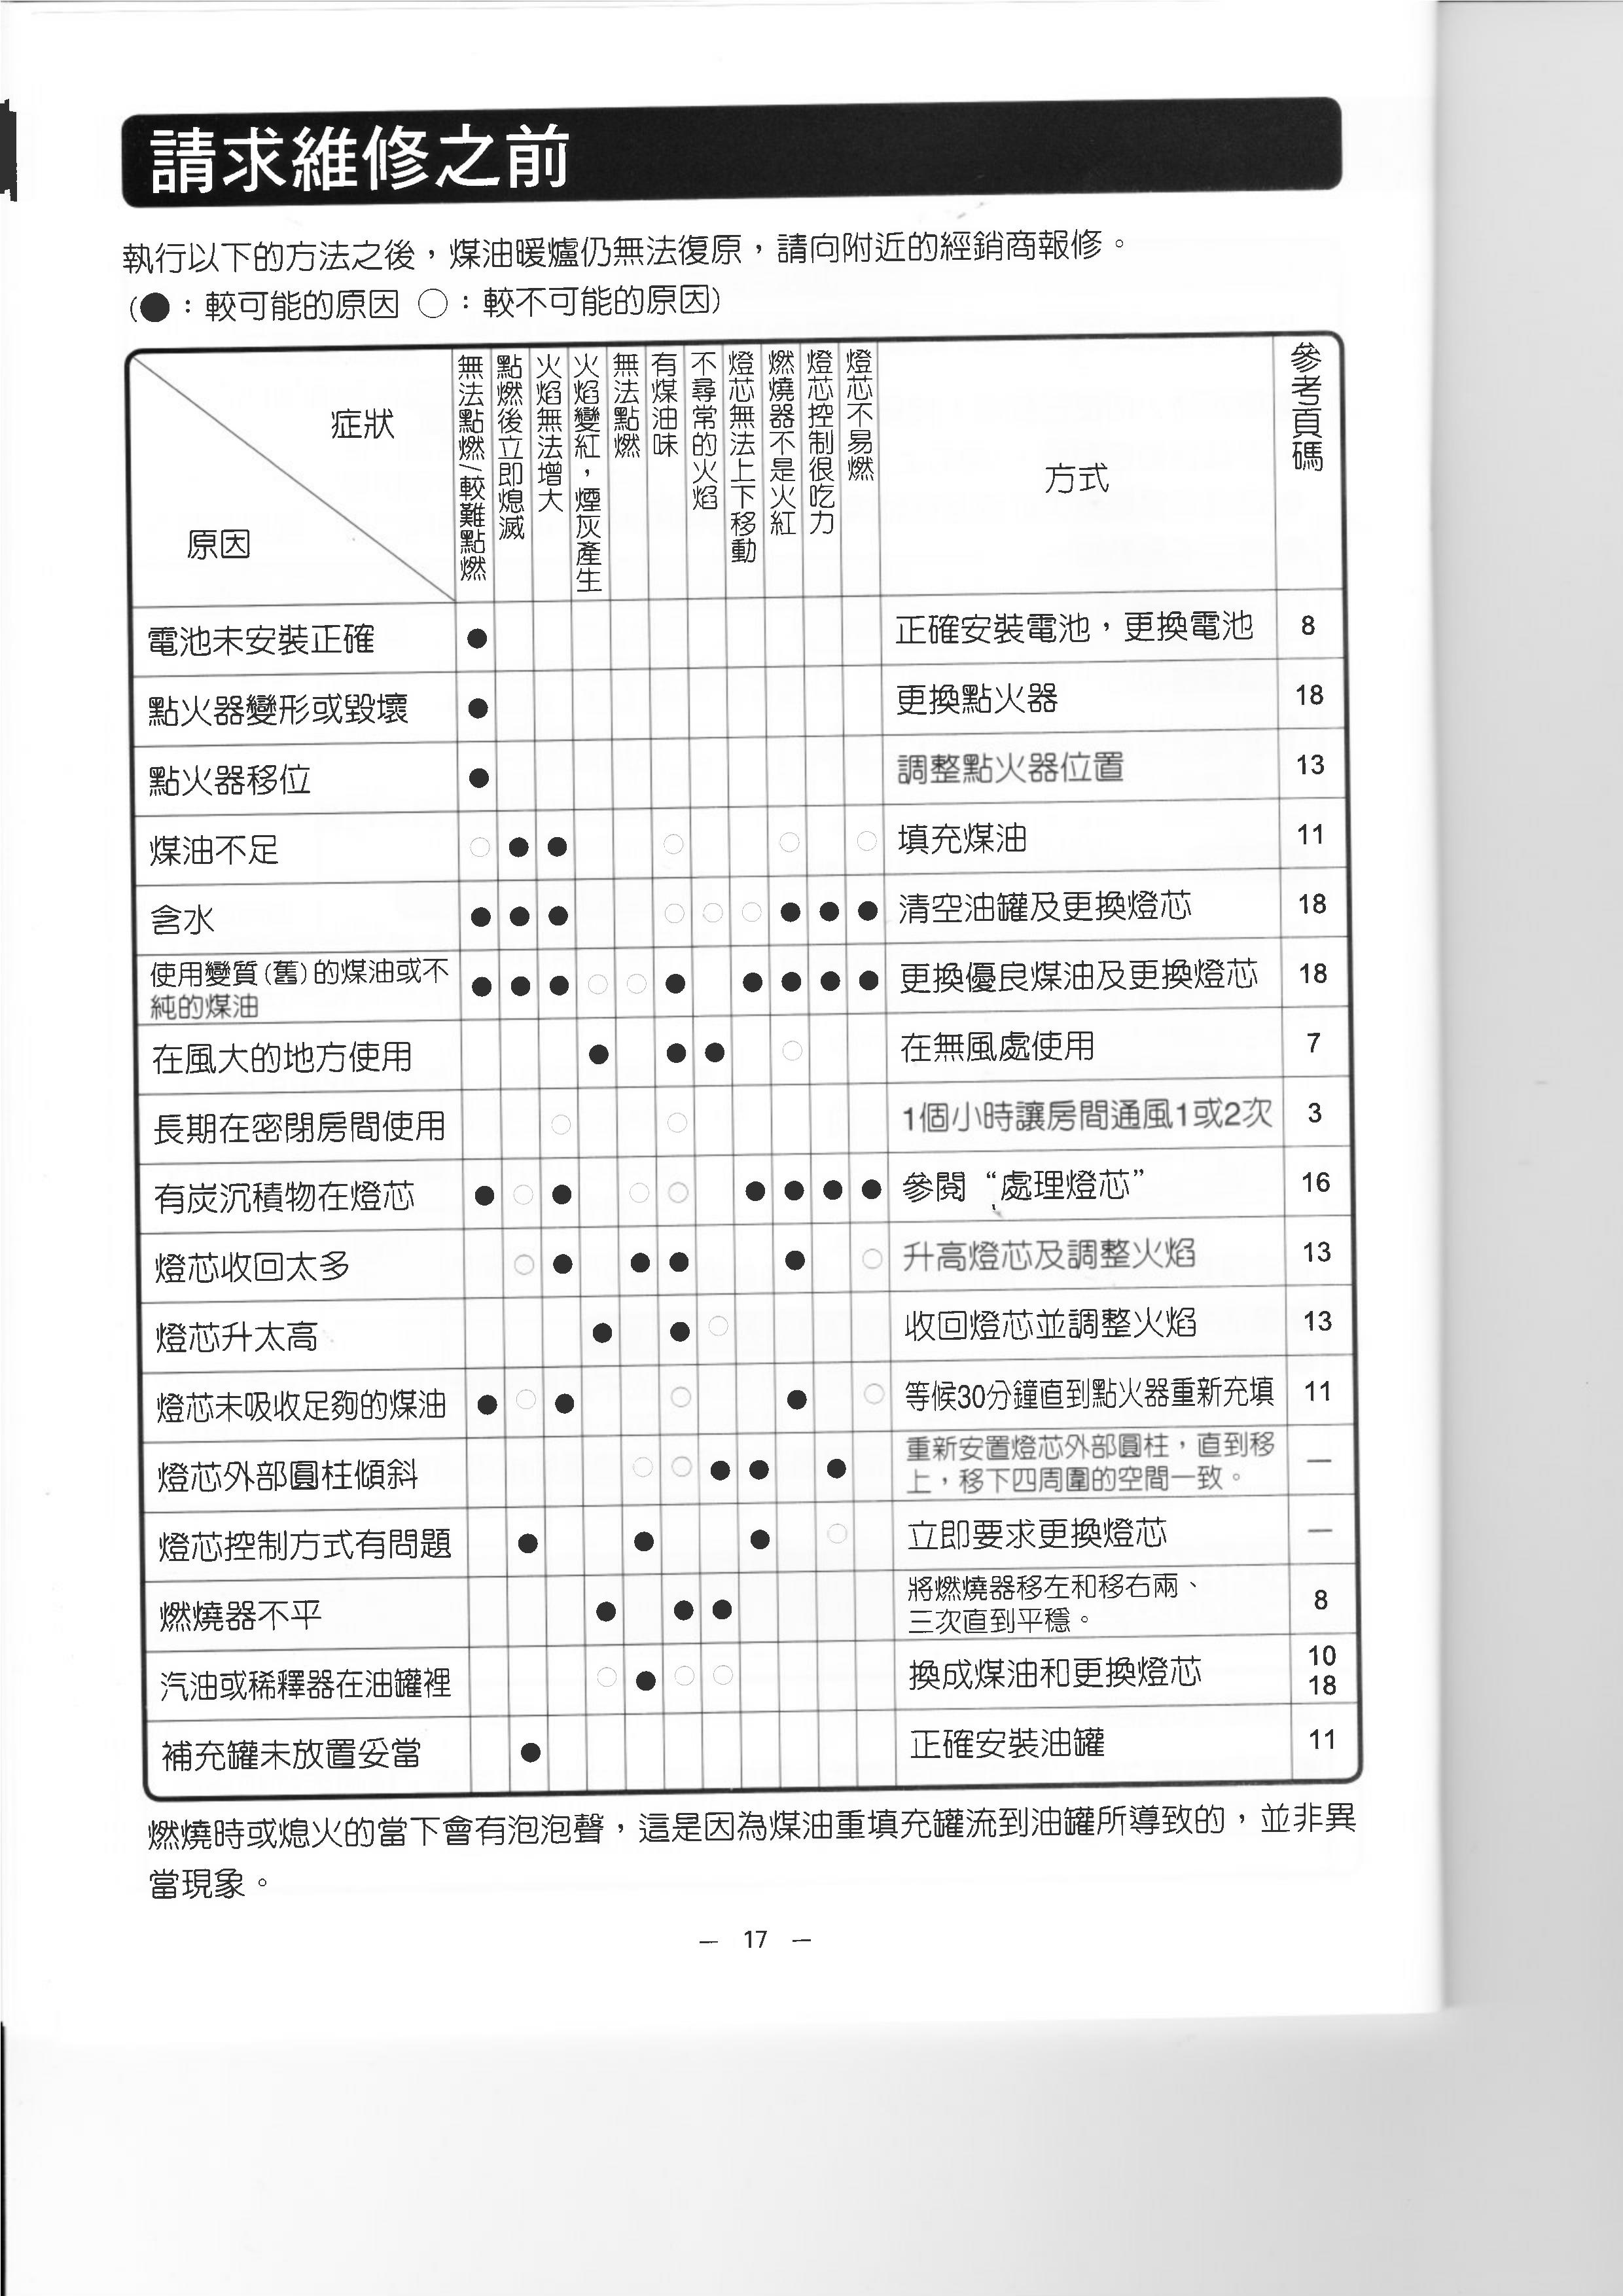 請求維修之前
執行以下的方法之後，煤油暖爐仍無法復原，請向附近的經銷商報修。
(●：較可能的原因 ○：較不可能的原因)
症狀
原因
無法點燃/較難點燃
點燃後立即熄滅
火焰無法增大
火焰變紅，煙灰產生
無法點燃
有煤油味
不尋常的火焰
燈芯無法上下移動
燃燒器不是火紅
燈芯控制很吃力
燈芯不易燃
方式
參考頁碼
電池未安裝正確 ● 正確安裝電池，更換電池 8
點火器變形或毀壞 ● 更換點火器 18
點火器移位 ● 調整點火器位置 13
煤油不足 ○ ● ● ○ ○ ○ 填充煤油 11
含水 ● ● ● ○ ○ ○ ● ● ● 清空油罐及更換燈芯 18
使用變質(舊)的煤油或不
純的煤油 ● ● ● ○ ○ ● ● ● ● ● 更換優良煤油及更換燈芯 18
在風大的地方使用 ● ● ● ○ 在無風處使用 7
長期在密閉房間使用 ○ ○ 1個小時讓房間通風1或2次 3
有炭沉積物在燈芯 ● ○ ● ○ ○ ● ● ● ● 參閱“處理燈芯” 16
燈芯收回太多 ○ ● ● ● ● ○ 升高燈芯及調整火焰 13
燈芯升太高 ● ● ○ 收回燈芯並調整火焰 13
燈芯未吸收足夠的煤油 ● ○ ● ○ ● ○ 等候30分鐘直到點火器重新充填 11
燈芯外部圓柱傾斜 ○ ○ ● ● ● 重新安置燈芯外部圓柱，直到移
上，移下四周圍的空間一致。 —
燈芯控制方式有問題 ● ● ● ○ 立即要求更換燈芯 —
燃燒器不平 ● ● ● 將燃燒器移左和移右兩、
三次直到平穩。 8
汽油或稀釋器在油罐裡 ○ ● ○ ○ 換成煤油和更換燈芯 10
18
補充罐未放置妥當 ● 正確安裝油罐 11
燃燒時或熄火的當下會有泡泡聲，這是因為煤油重填充罐流到油罐所導致的，並非異
當現象。
— 17 —